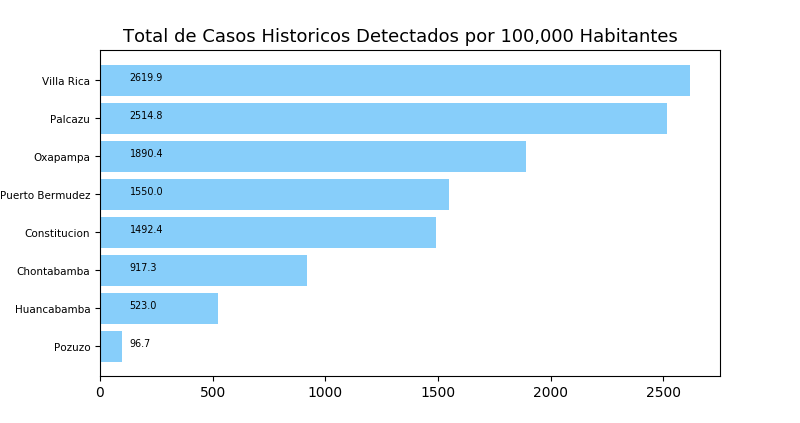 Total de Casos Historicos Detectados por 100,000 Habitantes
Villa Rica 2619.9
Palcazu 2514.8
Oxapampa 1890.4
Puerto Bermudez 1550.0
Constitucion 1492.4
Chontabamba 917.3
Huancabamba 523.0
Pozuzo 96.7
0 500 1000 1500 2000 2500